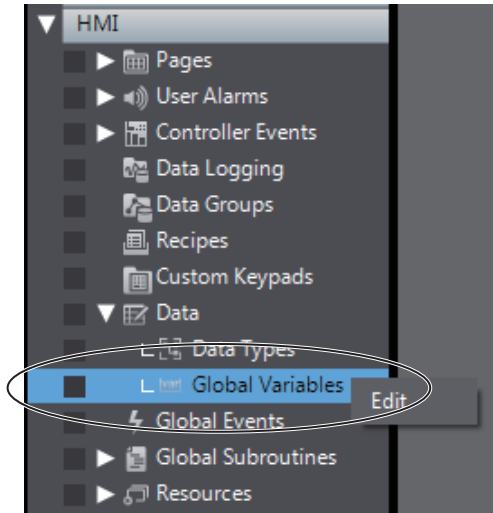 HMI
Pages
User Alarms
Controller Events
Data Logging
Data Groups
Recipes
Custom Keypads
Data
Data Types
Global Variables
Edit
Global Events
Global Subroutines
Resources